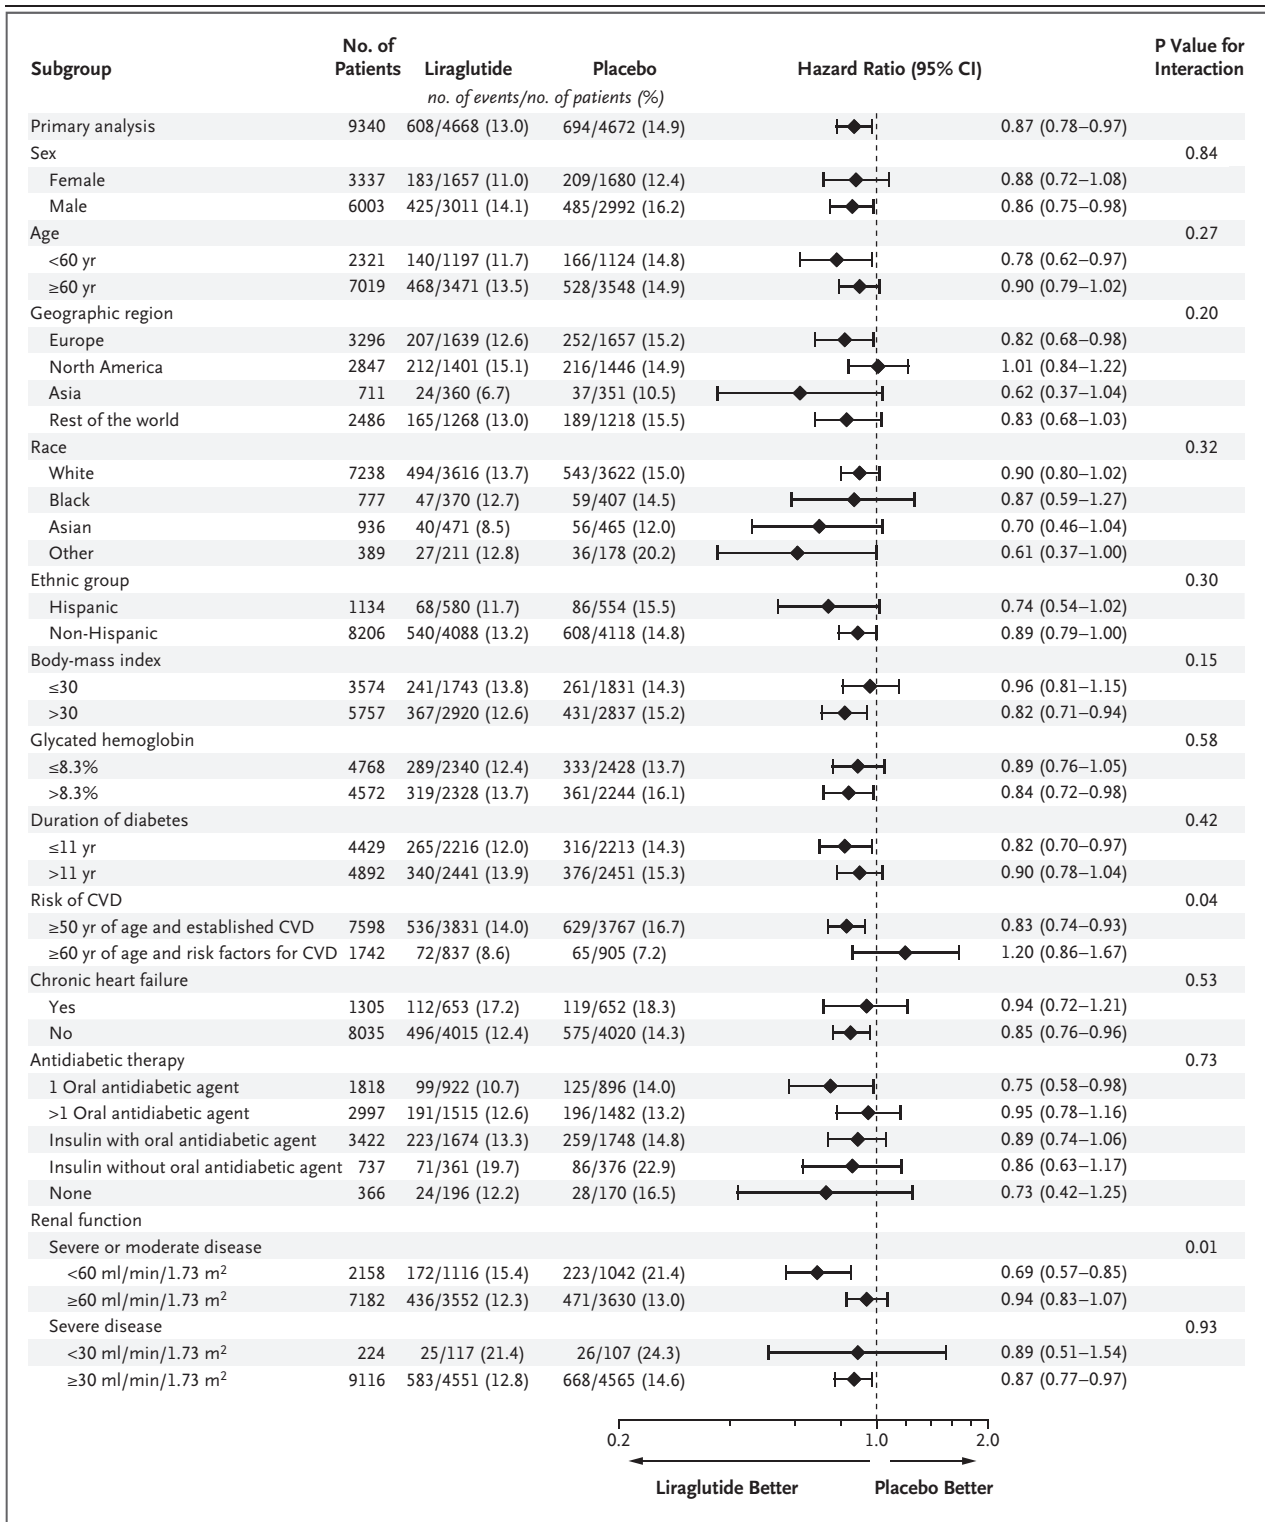 Subgroup No. of Patients Liraglutide Placebo Hazard Ratio (95% CI) P Value for Interaction
no. of events/no. of patients (%)
Primary analysis 9340 608/4668 (13.0) 694/4672 (14.9) 0.87 (0.78–0.97)
Sex 0.84
Female 3337 183/1657 (11.0) 209/1680 (12.4) 0.88 (0.72–1.08)
Male 6003 425/3011 (14.1) 485/2992 (16.2) 0.86 (0.75–0.98)
Age 0.27
<60 yr 2321 140/1197 (11.7) 166/1124 (14.8) 0.78 (0.62–0.97)
≥60 yr 7019 468/3471 (13.5) 528/3548 (14.9) 0.90 (0.79–1.02)
Geographic region 0.20
Europe 3296 207/1639 (12.6) 252/1657 (15.2) 0.82 (0.68–0.98)
North America 2847 212/1401 (15.1) 216/1446 (14.9) 1.01 (0.84–1.22)
Asia 711 24/360 (6.7) 37/351 (10.5) 0.62 (0.37–1.04)
Rest of the world 2486 165/1268 (13.0) 189/1218 (15.5) 0.83 (0.68–1.03)
Race 0.32
White 7238 494/3616 (13.7) 543/3622 (15.0) 0.90 (0.80–1.02)
Black 777 47/370 (12.7) 59/407 (14.5) 0.87 (0.59–1.27)
Asian 936 40/471 (8.5) 56/465 (12.0) 0.70 (0.46–1.04)
Other 389 27/211 (12.8) 36/178 (20.2) 0.61 (0.37–1.00)
Ethnic group 0.30
Hispanic 1134 68/580 (11.7) 86/554 (15.5) 0.74 (0.54–1.02)
Non-Hispanic 8206 540/4088 (13.2) 608/4118 (14.8) 0.89 (0.79–1.00)
Body-mass index 0.15
≤30 3574 241/1743 (13.8) 261/1831 (14.3) 0.96 (0.81–1.15)
>30 5757 367/2920 (12.6) 431/2837 (15.2) 0.82 (0.71–0.94)
Glycated hemoglobin 0.58
≤8.3% 4768 289/2340 (12.4) 333/2428 (13.7) 0.89 (0.76–1.05)
>8.3% 4572 319/2328 (13.7) 361/2244 (16.1) 0.84 (0.72–0.98)
Duration of diabetes 0.42
≤11 yr 4429 265/2216 (12.0) 316/2213 (14.3) 0.82 (0.70–0.97)
>11 yr 4892 340/2441 (13.9) 376/2451 (15.3) 0.90 (0.78–1.04)
Risk of CVD 0.04
≥50 yr of age and established CVD 7598 536/3831 (14.0) 629/3767 (16.7) 0.83 (0.74–0.93)
≥60 yr of age and risk factors for CVD 1742 72/837 (8.6) 65/905 (7.2) 1.20 (0.86–1.67)
Chronic heart failure 0.53
Yes 1305 112/653 (17.2) 119/652 (18.3) 0.94 (0.72–1.21)
No 8035 496/4015 (12.4) 575/4020 (14.3) 0.85 (0.76–0.96)
Antidiabetic therapy 0.73
1 Oral antidiabetic agent 1818 99/922 (10.7) 125/896 (14.0) 0.75 (0.58–0.98)
>1 Oral antidiabetic agent 2997 191/1515 (12.6) 196/1482 (13.2) 0.95 (0.78–1.16)
Insulin with oral antidiabetic agent 3422 223/1674 (13.3) 259/1748 (14.8) 0.89 (0.74–1.06)
Insulin without oral antidiabetic agent 737 71/361 (19.7) 86/376 (22.9) 0.86 (0.63–1.17)
None 366 24/196 (12.2) 28/170 (16.5) 0.73 (0.42–1.25)
Renal function
Severe or moderate disease 0.01
<60 ml/min/1.73 m² 2158 172/1116 (15.4) 223/1042 (21.4) 0.69 (0.57–0.85)
≥60 ml/min/1.73 m² 7182 436/3552 (12.3) 471/3630 (13.0) 0.94 (0.83–1.07)
Severe disease 0.93
<30 ml/min/1.73 m² 224 25/117 (21.4) 26/107 (24.3) 0.89 (0.51–1.54)
≥30 ml/min/1.73 m² 9116 583/4551 (12.8) 668/4565 (14.6) 0.87 (0.77–0.97)
0.2 1.0 2.0
Liraglutide Better Placebo Better